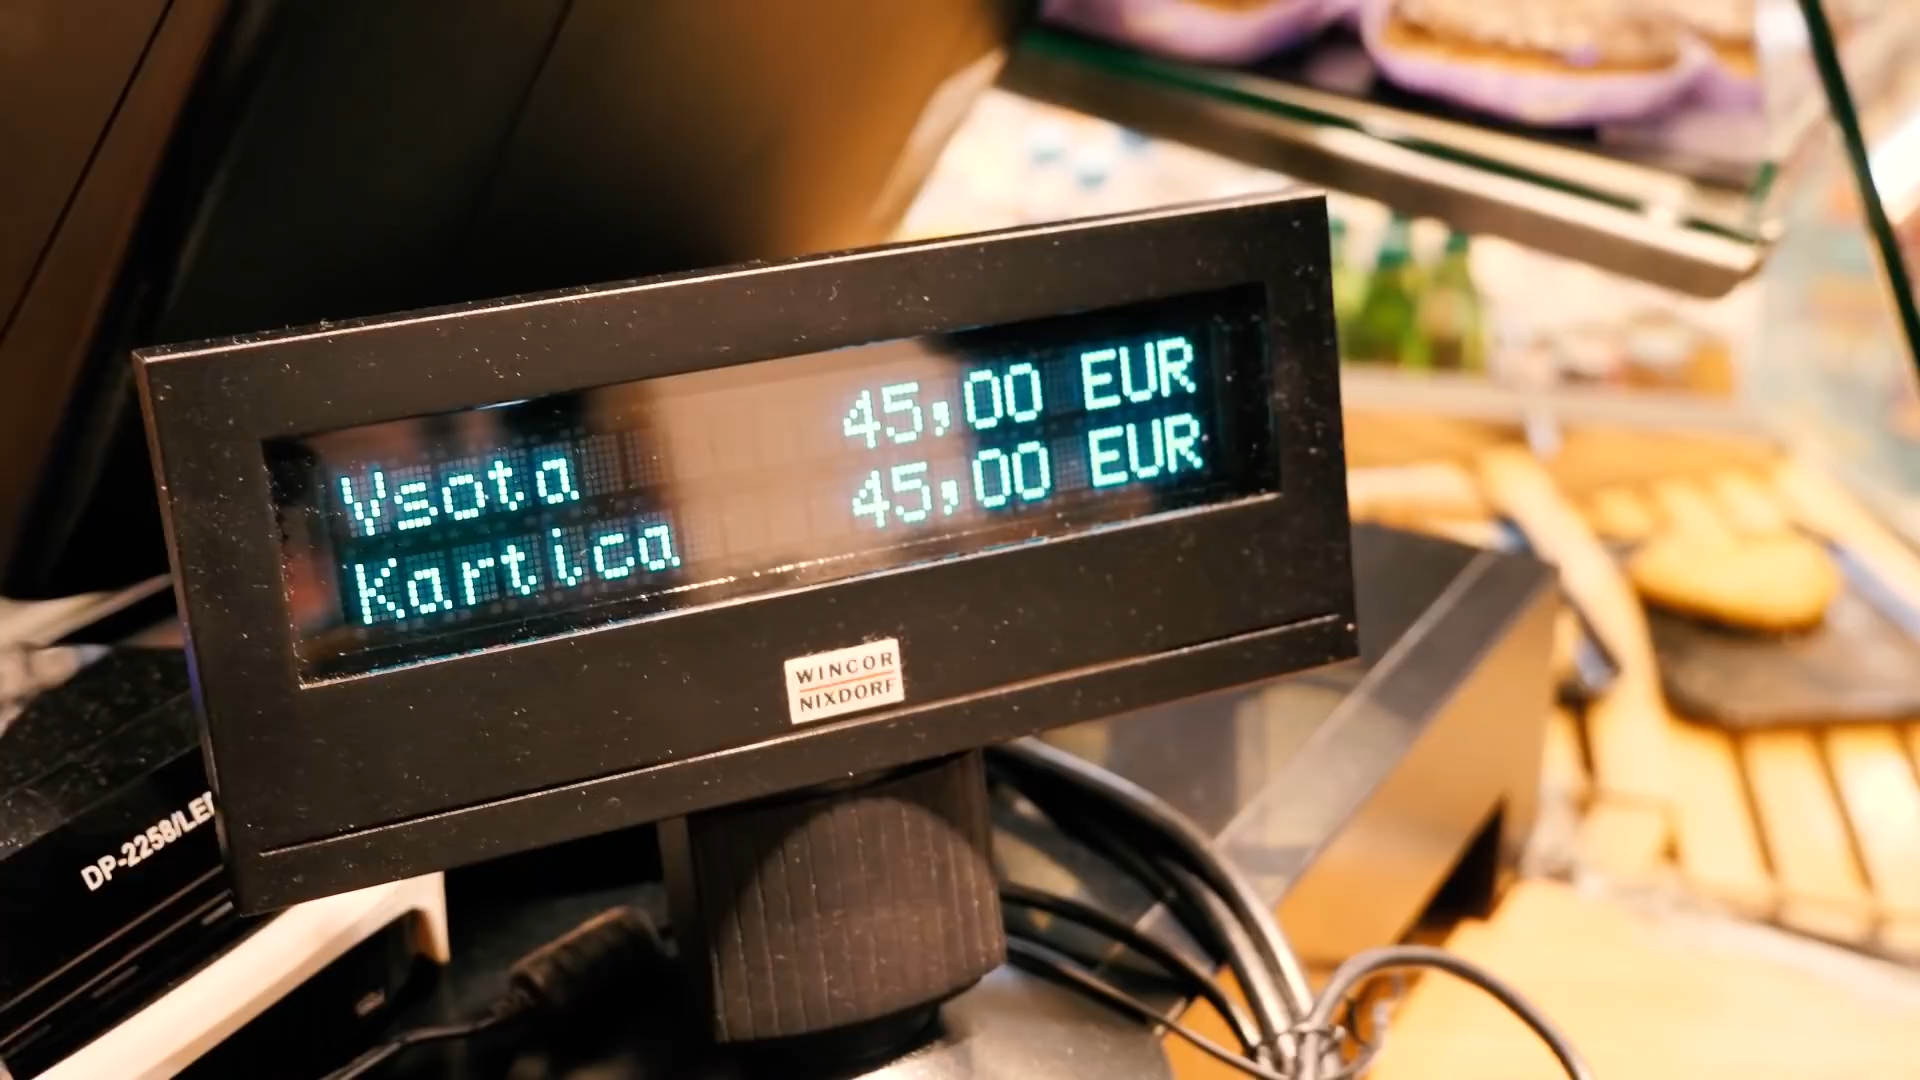 Vsota 45,00 EUR
Kartica 45,00 EUR
WINCOR
NIXDORF
DP-2258/LED